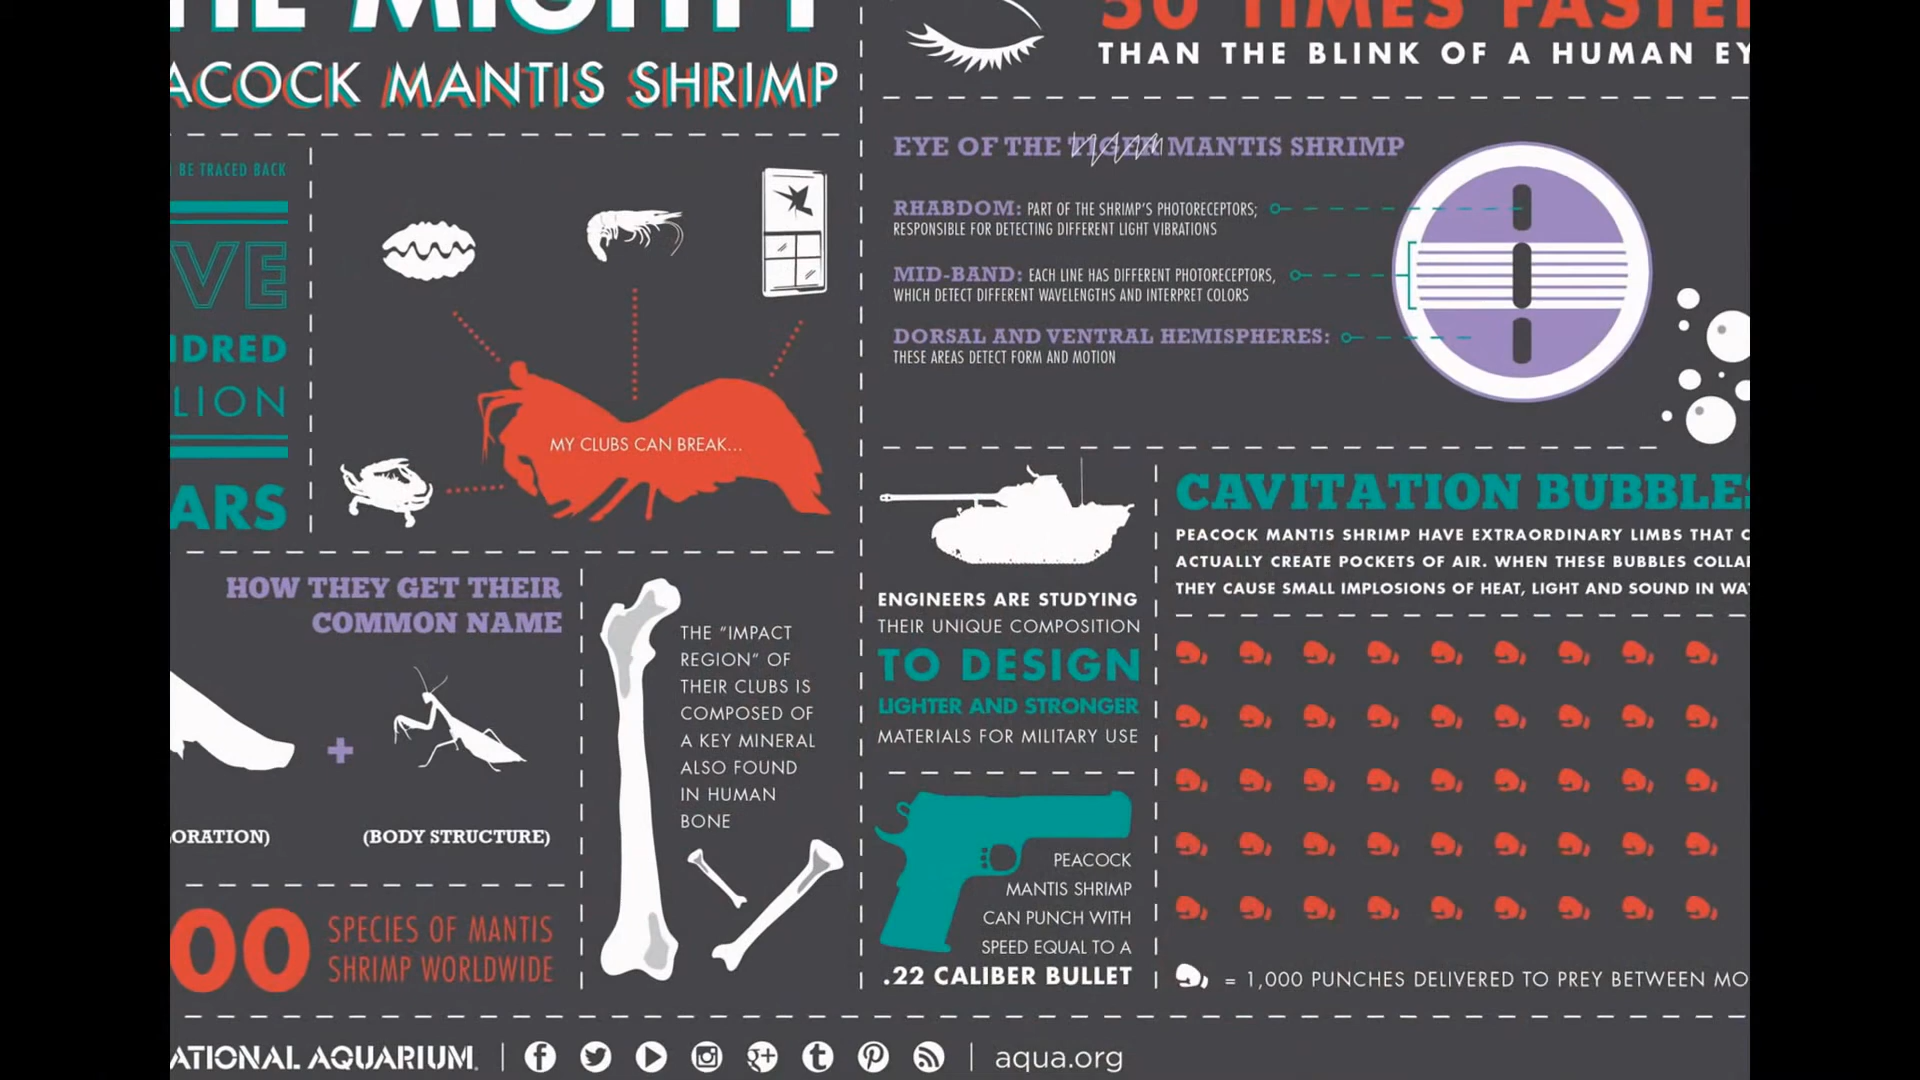 THE MIGHTY
ACOCK MANTIS SHRIMP
BE TRACED BACK
VE
DRED
LION
ARS
MY CLUBS CAN BREAK...
HOW THEY GET THEIR
COMMON NAME
+
ORATION)
(BODY STRUCTURE)
00
SPECIES OF MANTIS
SHRIMP WORLDWIDE
THE “IMPACT
REGION” OF
THEIR CLUBS IS
COMPOSED OF
A KEY MINERAL
ALSO FOUND
IN HUMAN
BONE
50 TIMES FASTER
THAN THE BLINK OF A HUMAN EY
EYE OF THE TIGER MANTIS SHRIMP
RHABDOM: PART OF THE SHRIMP'S PHOTORECEPTORS;
RESPONSIBLE FOR DETECTING DIFFERENT LIGHT VIBRATIONS
MID-BAND: EACH LINE HAS DIFFERENT PHOTORECEPTORS,
WHICH DETECT DIFFERENT WAVELENGTHS AND INTERPRET COLORS
DORSAL AND VENTRAL HEMISPHERES:
THESE AREAS DETECT FORM AND MOTION
ENGINEERS ARE STUDYING
THEIR UNIQUE COMPOSITION
TO DESIGN
LIGHTER AND STRONGER
MATERIALS FOR MILITARY USE
PEACOCK
MANTIS SHRIMP
CAN PUNCH WITH
SPEED EQUAL TO A
.22 CALIBER BULLET
CAVITATION BUBBLES
PEACOCK MANTIS SHRIMP HAVE EXTRAORDINARY LIMBS THAT C
ACTUALLY CREATE POCKETS OF AIR. WHEN THESE BUBBLES COLLA
THEY CAUSE SMALL IMPLOSIONS OF HEAT, LIGHT AND SOUND IN WA
= 1,000 PUNCHES DELIVERED TO PREY BETWEEN MO
ATIONAL AQUARIUM. | aqua.org